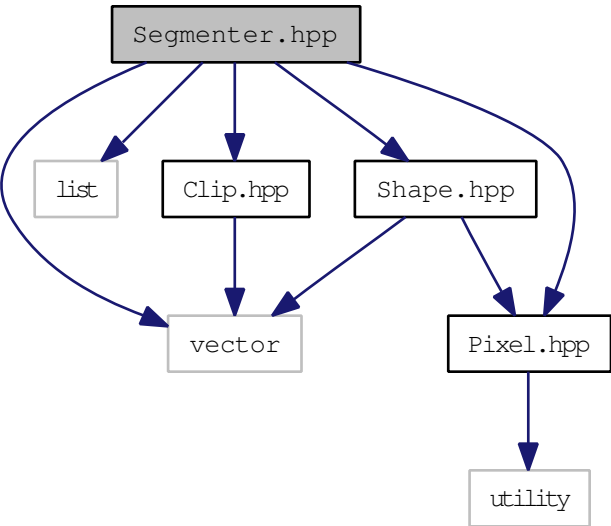 Segmenter.hpp
list
Clip.hpp
Shape.hpp
vector
Pixel.hpp
utility